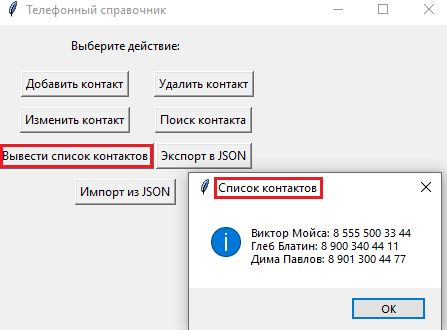 Телефонный справочник
Выберите действие:
Добавить контакт
Удалить контакт
Изменить контакт
Поиск контакта
Вывести список контактов
Экспорт в JSON
Импорт из JSON
Список контактов
Виктор Мойса: 8 555 500 33 44
Глеб Блатин: 8 900 340 44 11
Дима Павлов: 8 901 300 44 77
ОК